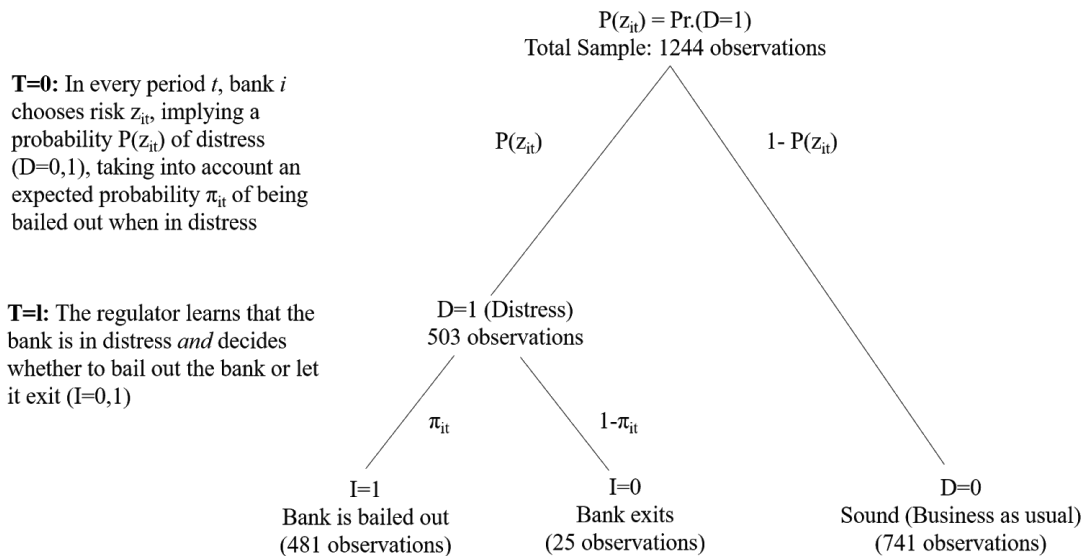 P(z_it) = Pr.(D=1)
Total Sample: 1244 observations
T=0: In every period t, bank i
chooses risk z_it, implying a
probability P(z_it) of distress
(D=0,1), taking into account an
expected probability π_it of being
bailed out when in distress
P(z_it)
1- P(z_it)
T=l: The regulator learns that the
bank is in distress and decides
whether to bail out the bank or let
it exit (I=0,1)
D=1 (Distress)
503 observations
π_it
1-π_it
I=1
Bank is bailed out
(481 observations)
I=0
Bank exits
(25 observations)
D=0
Sound (Business as usual)
(741 observations)